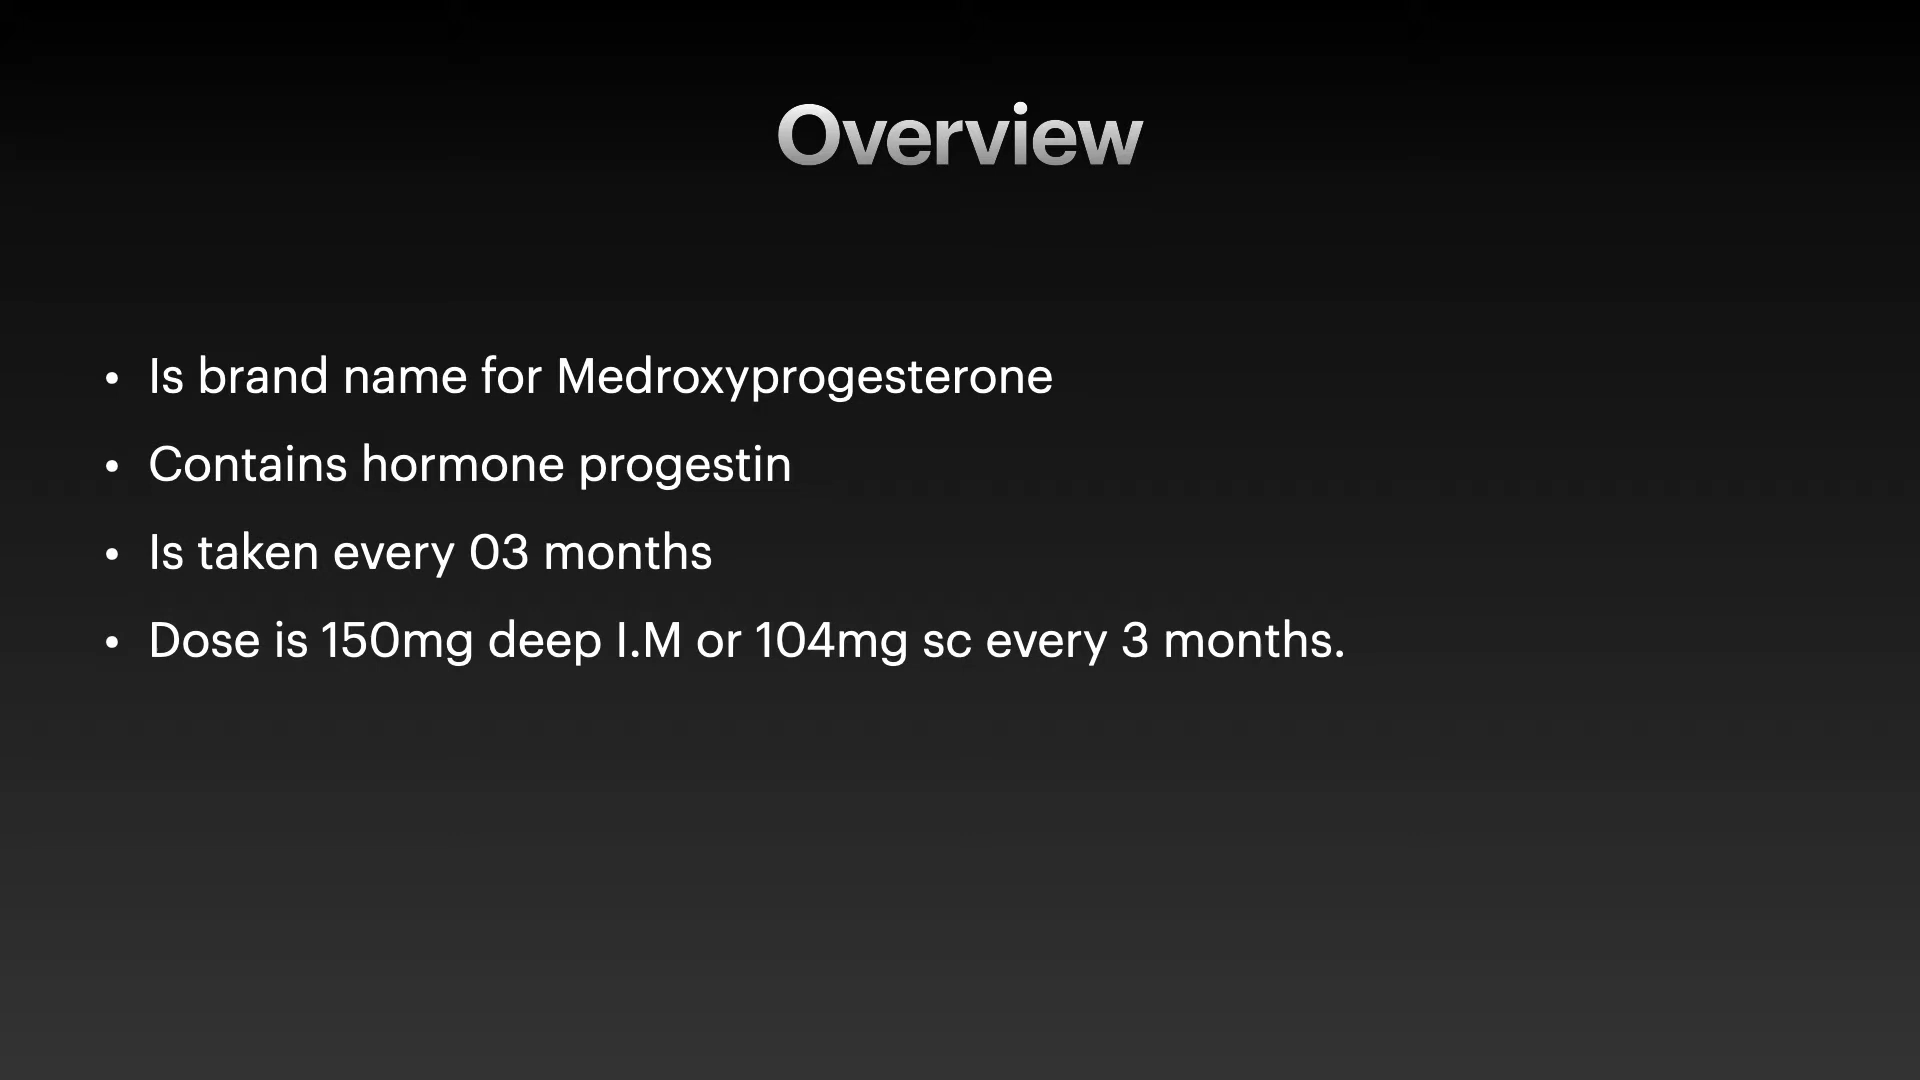 Overview
• Is brand name for Medroxyprogesterone
• Contains hormone progestin
• Is taken every 03 months
• Dose is 150mg deep I.M or 104mg sc every 3 months.